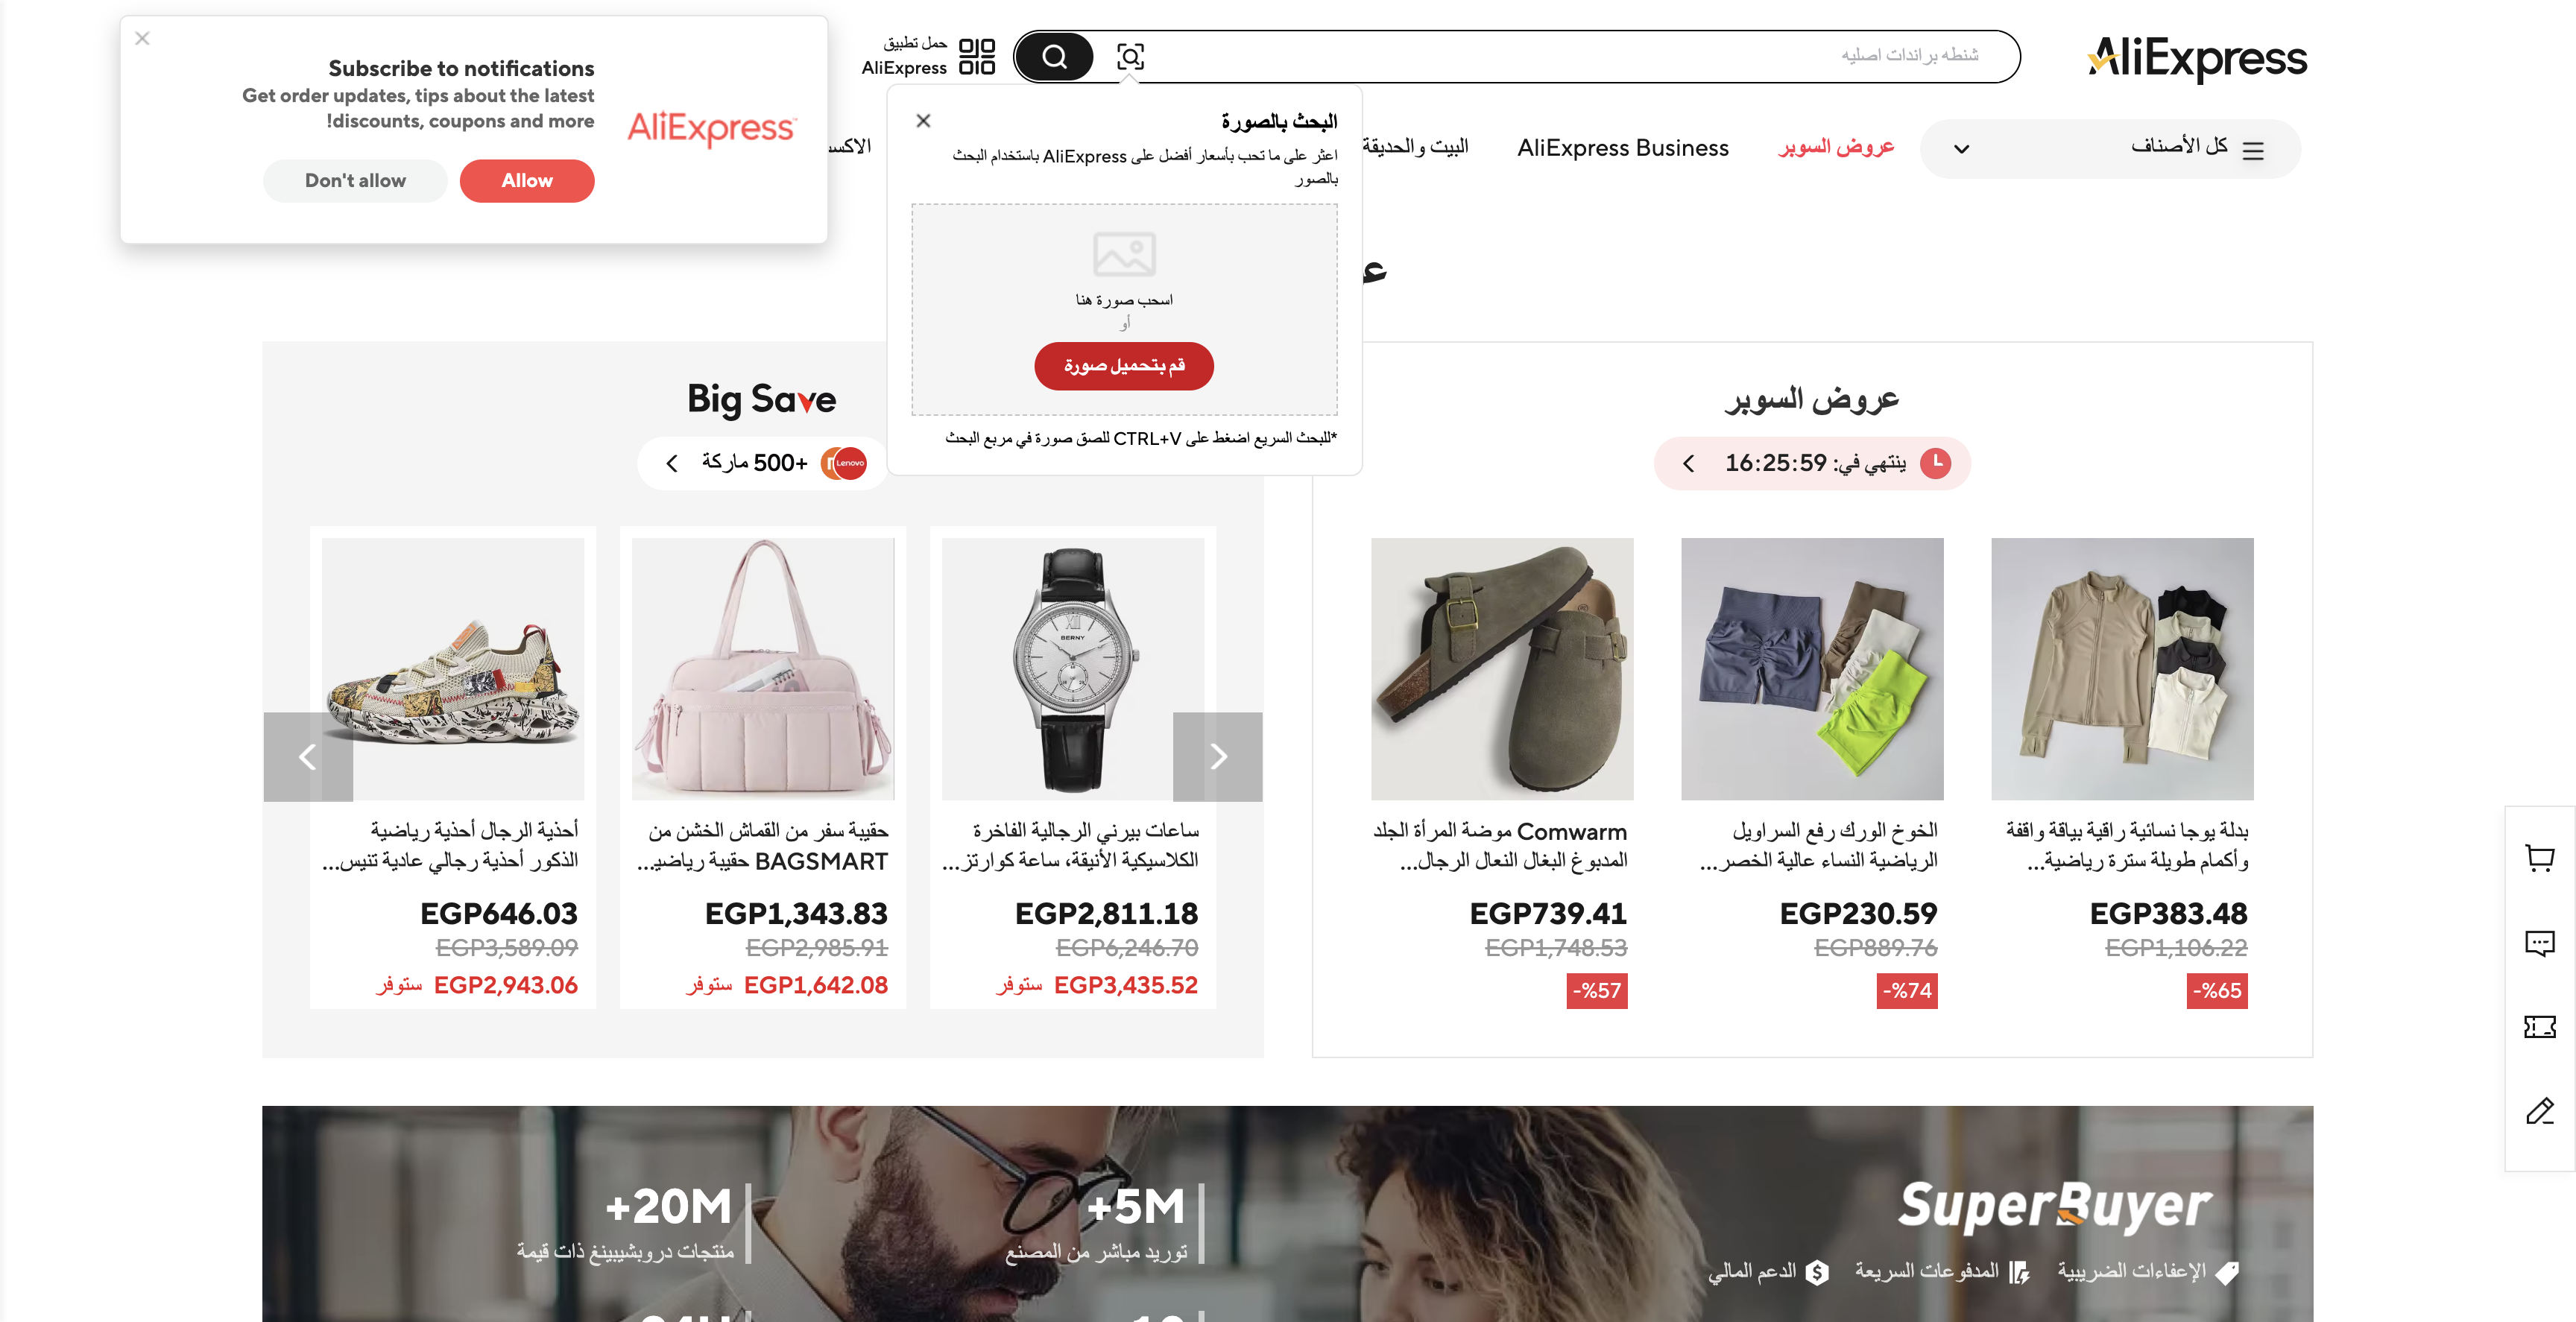 Subscribe to notifications
Get order updates, tips about the latest
!discounts, coupons and more
AliExpress
Don't allow
Allow
AliExpress
شنطه براندات اصليه
حمل تطبيق
AliExpress
كل الأصناف
عروض السوبر
AliExpress Business
البيت والحديقة
البحث بالصورة
اعثر على ما تحب بأسعار أفضل على AliExpress باستخدام البحث
بالصور
اسحب صورة هنا
أو
قم بتحميل صورة
*للبحث السريع اضغط على CTRL+V للصق صورة في مربع البحث
عروض السوبر
ينتهي في: 16:25:59
بدلة يوجا نسائية راقية بياقة واقفة
وأكمام طويلة سترة رياضية...
EGP383.48
EGP1,106.22
-%65
الخوخ الورك رفع السراويل
الرياضية النساء عالية الخصر...
EGP230.59
EGP889.76
-%74
Comwarm موضة المرأة الجلد
المدبوغ البغال النعال الرجال...
EGP739.41
EGP1,748.53
-%57
Big Save
Lenovo
+500 ماركة
BERNY
ساعات بيرني الرجالية الفاخرة
الكلاسيكية الأنيقة، ساعة كوارتز...
EGP2,811.18
EGP6,246.70
ستوفر EGP3,435.52
حقيبة سفر من القماش الخشن من
BAGSMART حقيبة رياضيـ...
EGP1,343.83
EGP2,985.91
ستوفر EGP1,642.08
أحذية الرجال أحذية رياضية
الذكور أحذية رجالي عادية تنيس...
EGP646.03
EGP3,589.09
ستوفر EGP2,943.06
SuperBuyer
الإعفاءات الضريبية
المدفوعات السريعة
الدعم المالي
+5M
توريد مباشر من المصنع
+20M
منتجات دروبشيبينغ ذات قيمة